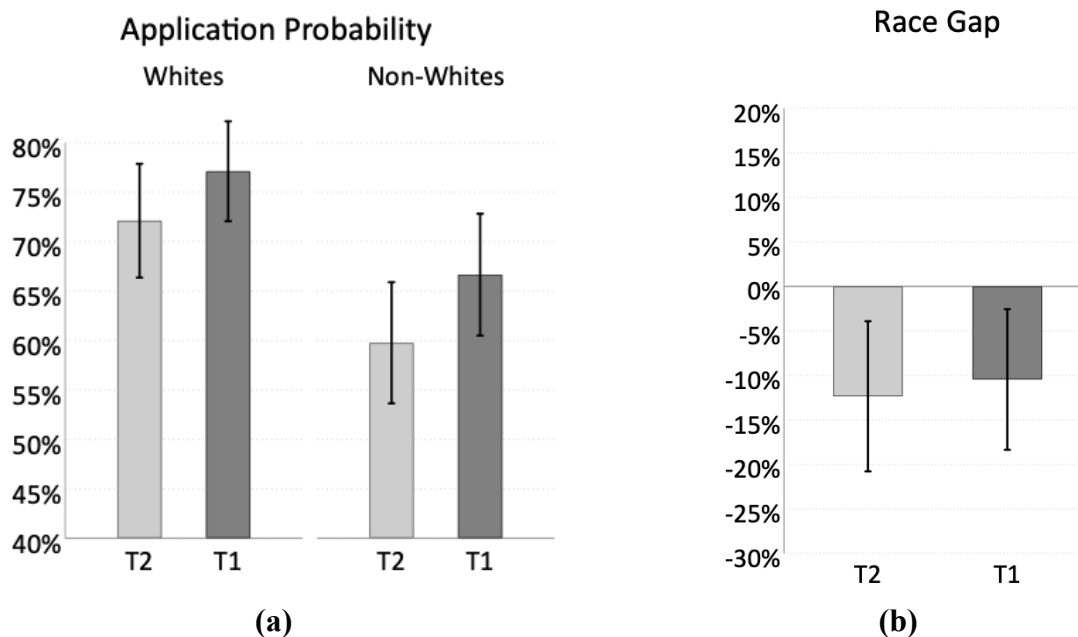 Application Probability
Whites
Non-Whites
80%
75%
70%
65%
60%
55%
50%
45%
40%
T2
T1
T2
T1
(a)
Race Gap
20%
15%
10%
5%
0%
-5%
-10%
-15%
-20%
-25%
-30%
T2
T1
(b)